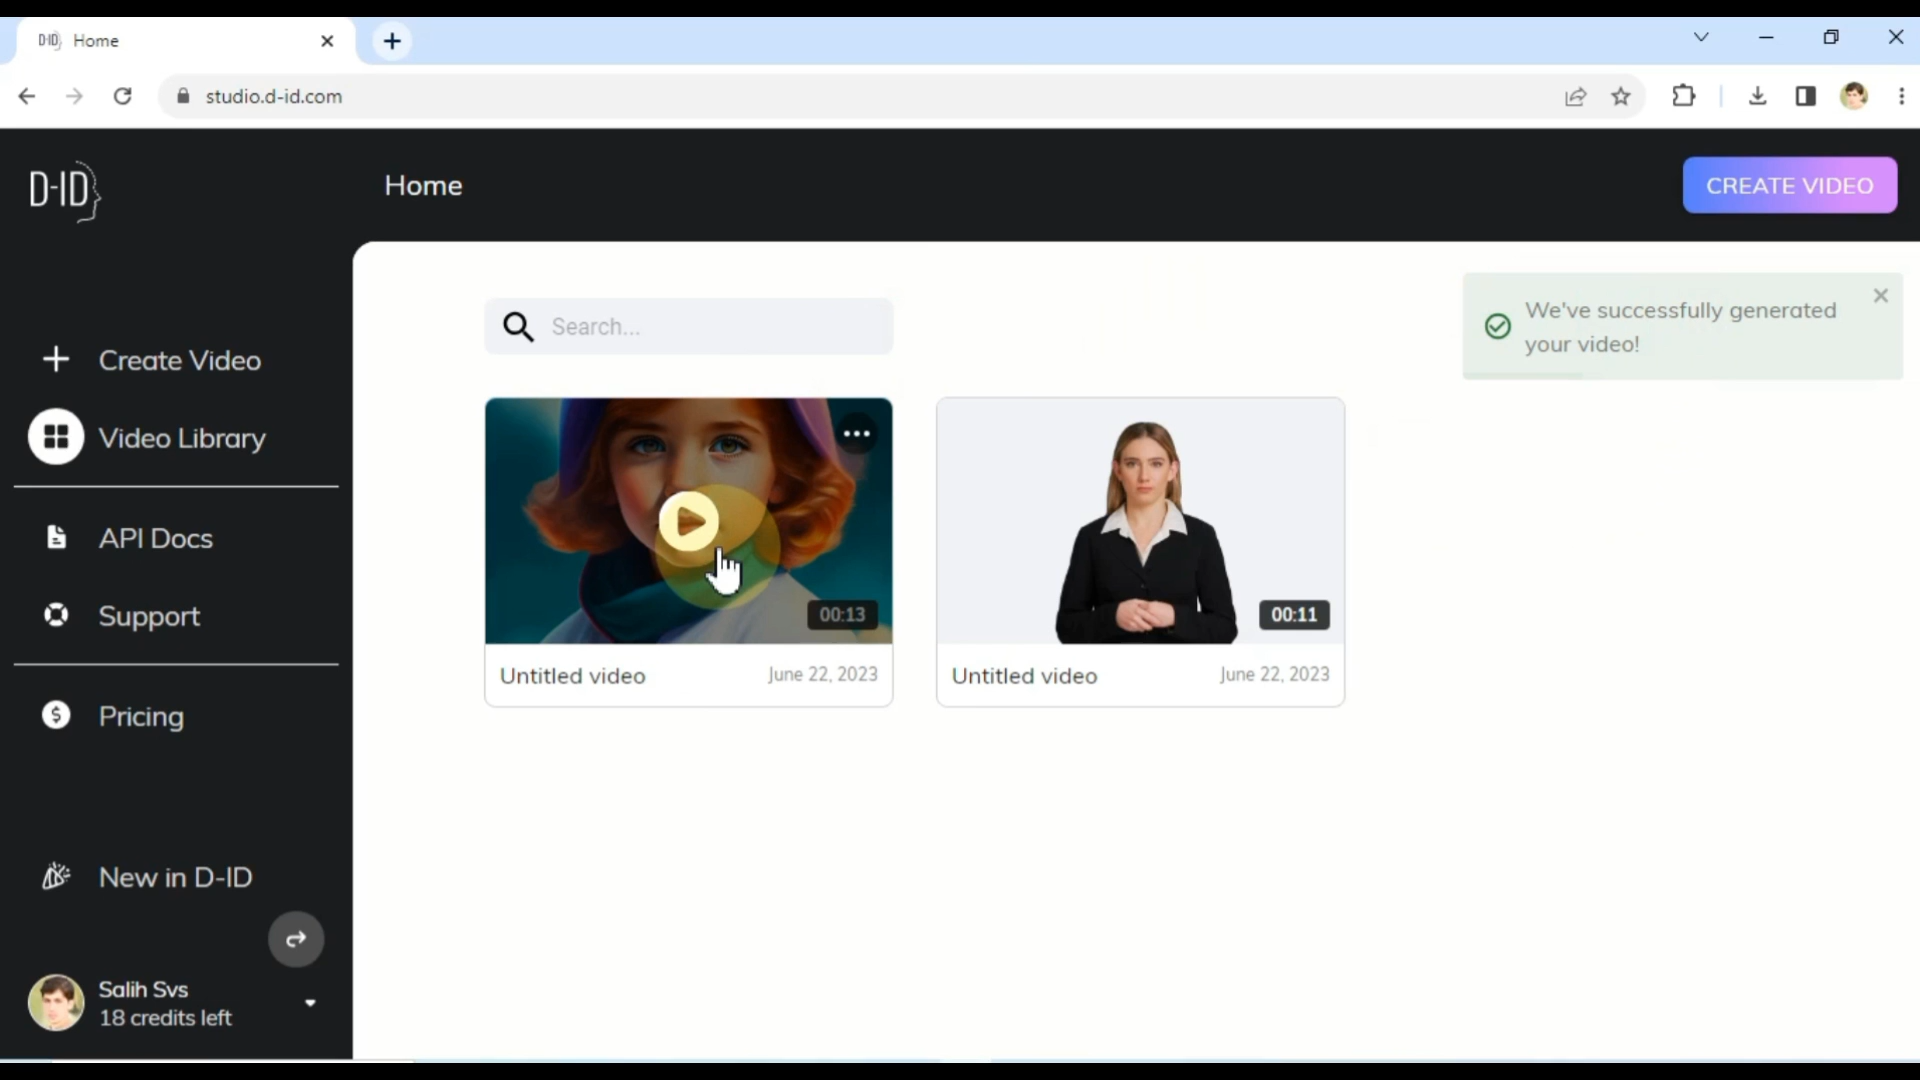 D-ID Home
studio.d-id.com
D-ID
Home
CREATE VIDEO
Search...
We've successfully generated
your video!
Create Video
Video Library
API Docs
Support
Pricing
00:13
00:11
Untitled video
June 22, 2023
Untitled video
June 22, 2023
New in D-ID
Salih Svs
18 credits left